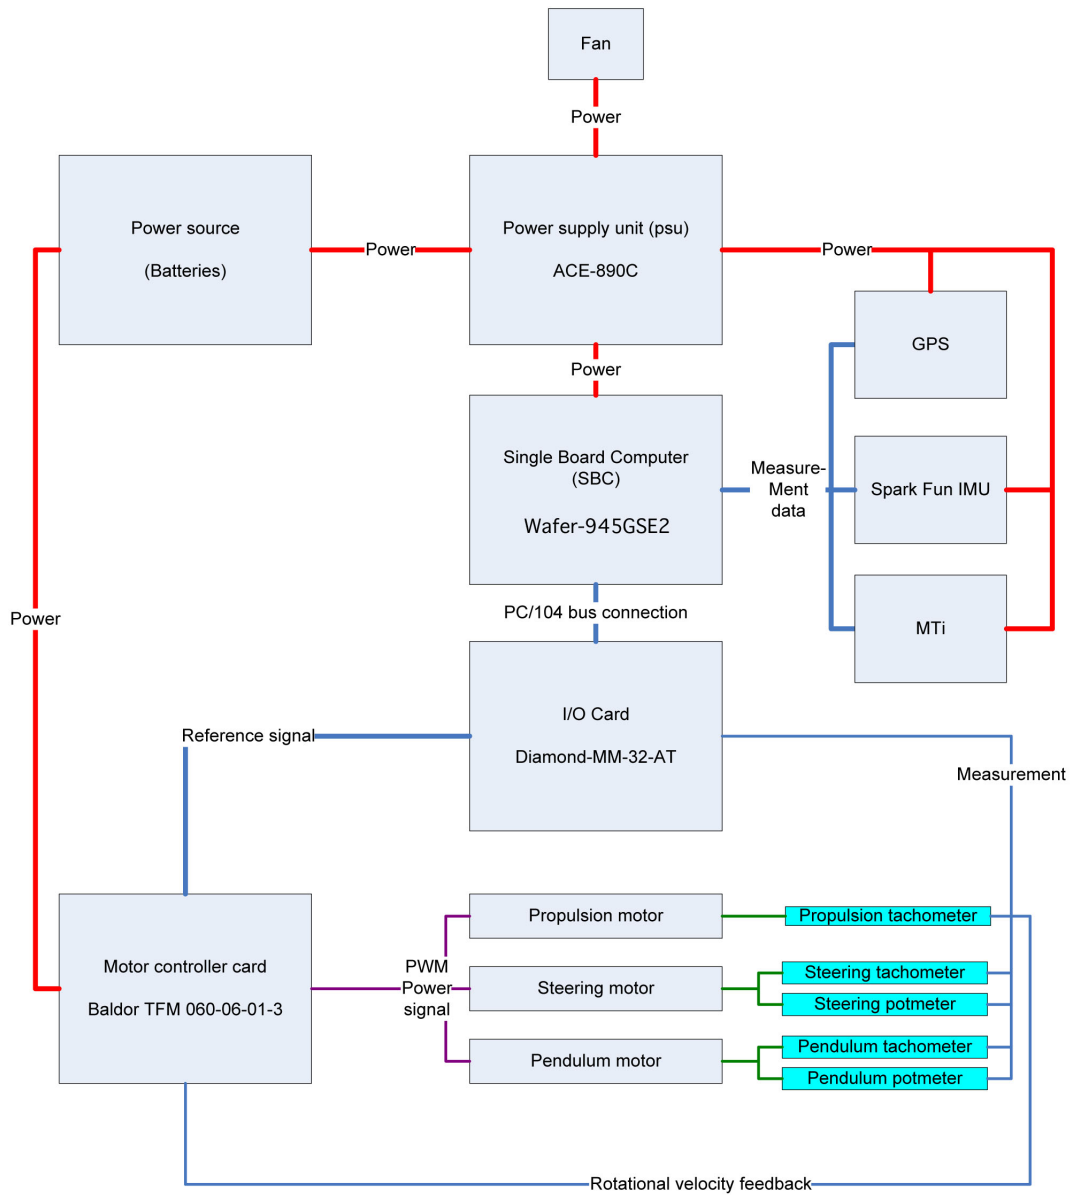 Fan
Power
Power source
(Batteries)
Power
Power supply unit (psu)
ACE-890C
Power
GPS
Power
Single Board Computer
(SBC)
Wafer-945GSE2
Measure-
Ment
data
Spark Fun IMU
MTi
PC/104 bus connection
Power
I/O Card
Diamond-MM-32-AT
Reference signal
Measurement
Motor controller card
Baldor TFM 060-06-01-3
PWM
Power
signal
Propulsion motor
Propulsion tachometer
Steering motor
Steering tachometer
Steering potmeter
Pendulum motor
Pendulum tachometer
Pendulum potmeter
Rotational velocity feedback